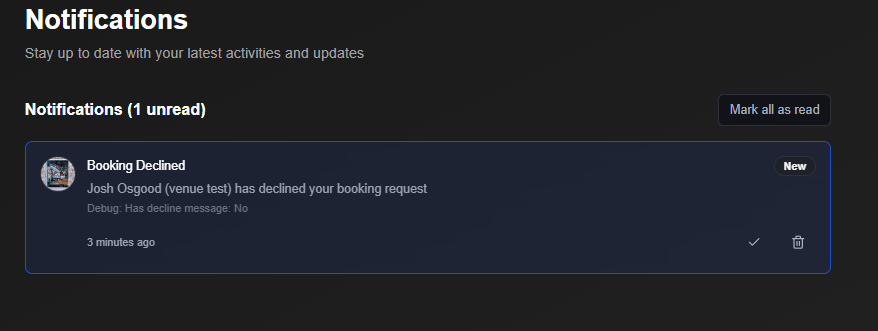 Notifications
Stay up to date with your latest activities and updates
Notifications (1 unread)
Mark all as read
Booking Declined
New
Josh Osgood (venue test) has declined your booking request
Debug: Has decline message: No
3 minutes ago